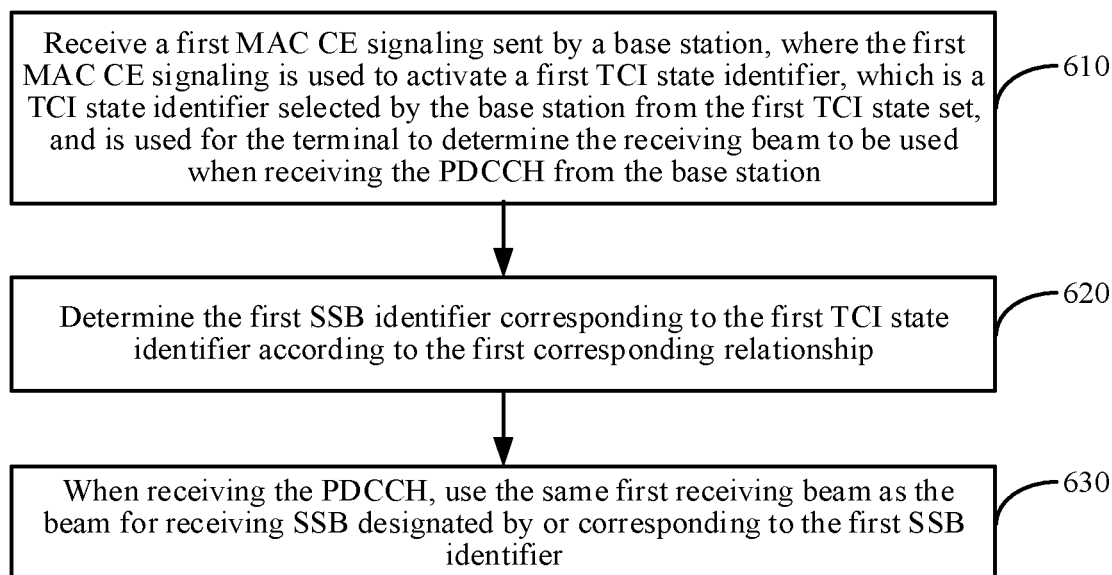 Receive a first MAC CE signaling sent by a base station, where the first
MAC CE signaling is used to activate a first TCI state identifier, which is a
TCI state identifier selected by the base station from the first TCI state set,
and is used for the terminal to determine the receiving beam to be used
when receiving the PDCCH from the base station
610
Determine the first SSB identifier corresponding to the first TCI state
identifier according to the first corresponding relationship
620
When receiving the PDCCH, use the same first receiving beam as the
beam for receiving SSB designated by or corresponding to the first SSB
identifier
630